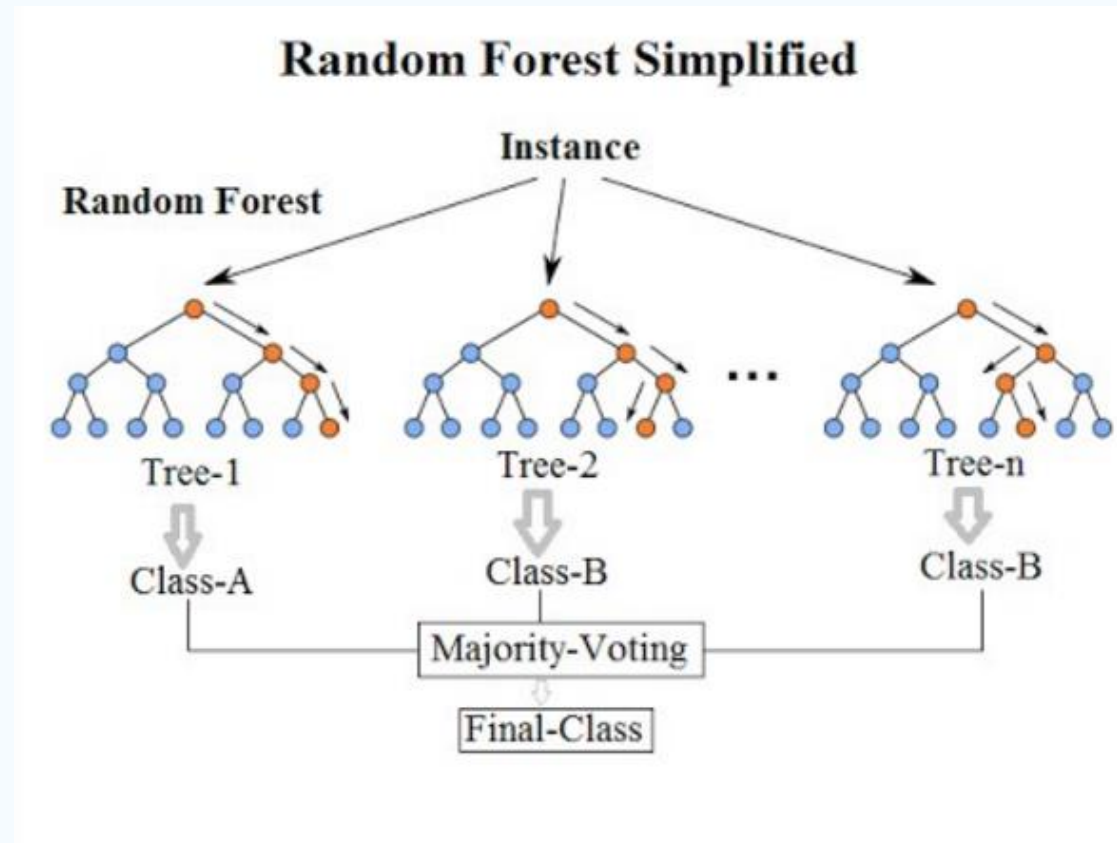 Random Forest Simplified
Instance
Random Forest
...
Tree-1
Tree-2
Tree-n
Class-A
Class-B
Class-B
Majority-Voting
Final-Class